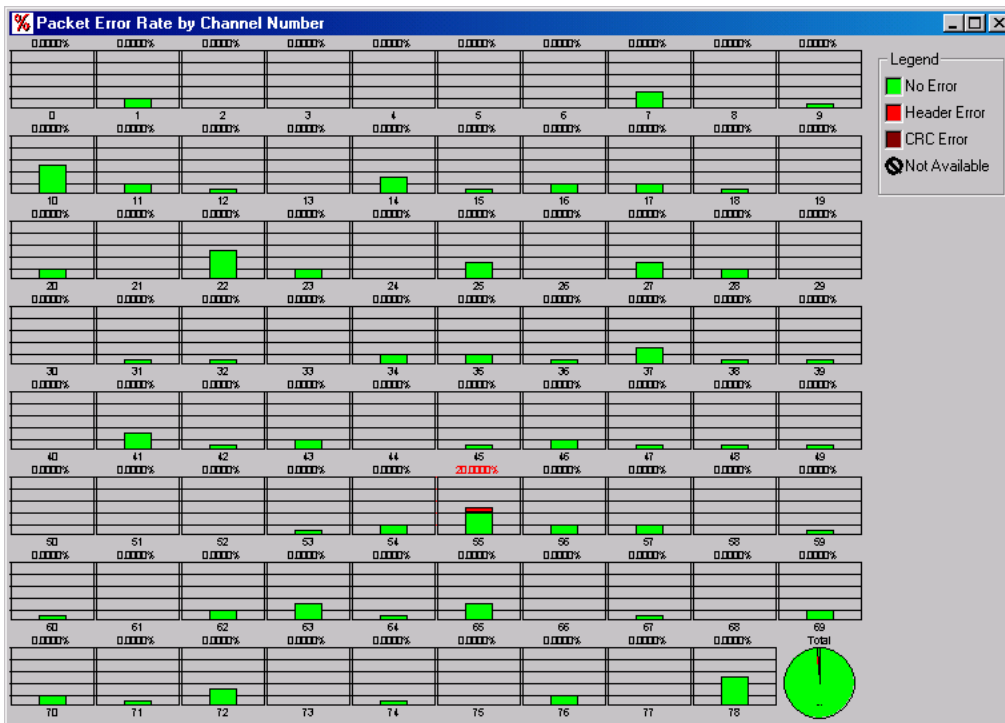 Packet Error Rate by Channel Number
0.0000% 0.0000% 0.0000% 0.0000% 0.0000% 0.0000% 0.0000% 0.0000% 0.0000% 0.0000%
Legend
No Error
Header Error
CRC Error
Not Available
0 1 2 3 4 5 6 7 8 9
0.0000% 0.0000% 0.0000% 0.0000% 0.0000% 0.0000% 0.0000% 0.0000% 0.0000% 0.0000%
10 11 12 13 14 15 16 17 18 19
0.0000% 0.0000% 0.0000% 0.0000% 0.0000% 0.0000% 0.0000% 0.0000% 0.0000% 0.0000%
20 21 22 23 24 25 26 27 28 29
0.0000% 0.0000% 0.0000% 0.0000% 0.0000% 0.0000% 0.0000% 0.0000% 0.0000% 0.0000%
30 31 32 33 34 35 36 37 38 39
0.0000% 0.0000% 0.0000% 0.0000% 0.0000% 0.0000% 0.0000% 0.0000% 0.0000% 0.0000%
40 41 42 43 44 45 46 47 48 49
0.0000% 0.0000% 0.0000% 0.0000% 0.0000% 20.0000% 0.0000% 0.0000% 0.0000% 0.0000%
50 51 52 53 54 55 56 57 58 59
0.0000% 0.0000% 0.0000% 0.0000% 0.0000% 0.0000% 0.0000% 0.0000% 0.0000% 0.0000%
60 61 62 63 64 65 66 67 68 69
0.0000% 0.0000% 0.0000% 0.0000% 0.0000% 0.0000% 0.0000% 0.0000% 0.0000% Total
70 71 72 73 74 75 76 77 78